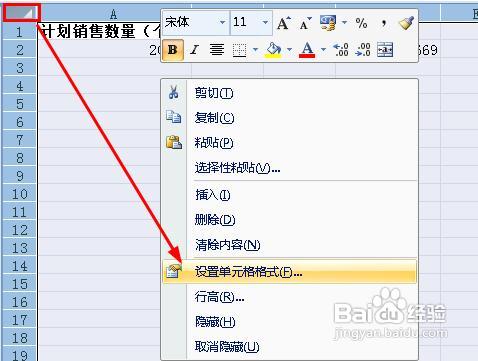 宋体 11 A A % ,
A E
B A .00 .0
1 计划销售数量（
2 20 569
3
4
5
6
7
8
9
10
11
12
13
14
15
16
17
18
19
剪切(T)
复制(C)
粘贴(P)
选择性粘贴(V)...
插入(I)
删除(D)
清除内容(N)
设置单元格格式(F)...
行高(R)...
隐藏(H)
取消隐藏(U)
Baidu 经验
jingyan.baidu.com